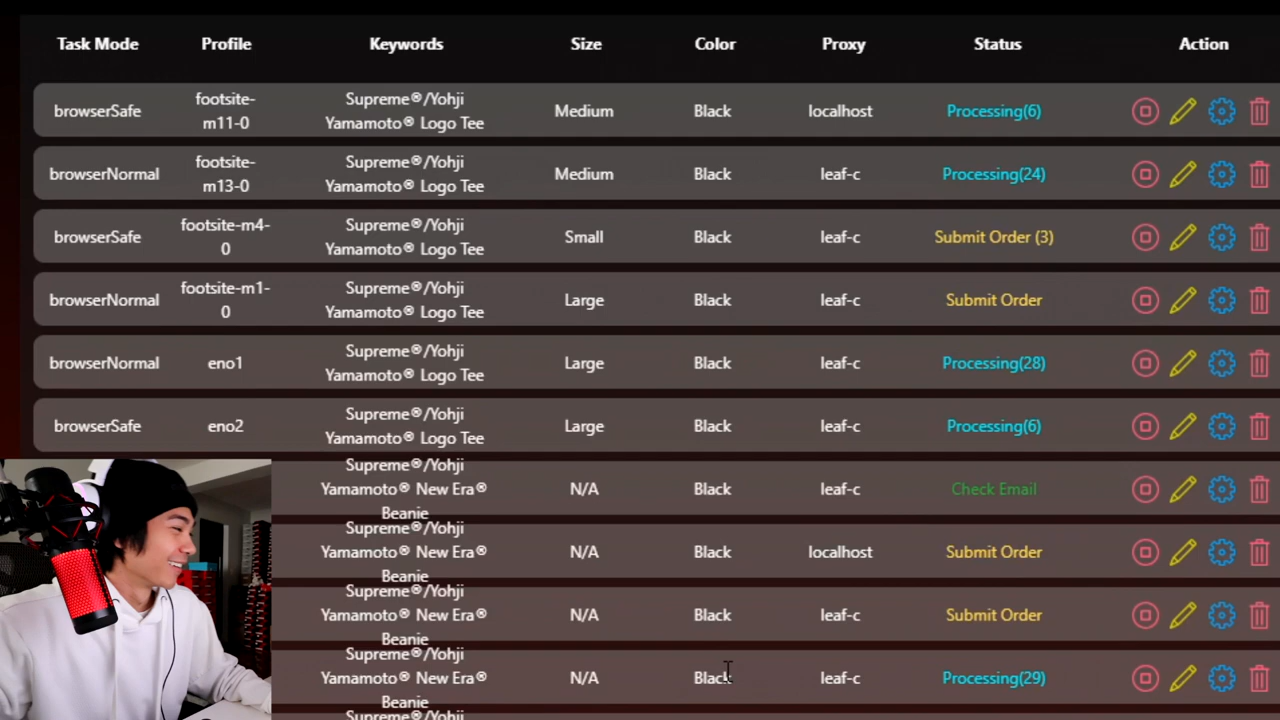 Task Mode Profile Keywords Size Color Proxy Status Action
browserSafe footsite-m11-0 Supreme®/Yohji Yamamoto® Logo Tee Medium Black localhost Processing(6)
browserNormal footsite-m13-0 Supreme®/Yohji Yamamoto® Logo Tee Medium Black leaf-c Processing(24)
browserSafe footsite-m4-0 Supreme®/Yohji Yamamoto® Logo Tee Small Black leaf-c Submit Order (3)
browserNormal footsite-m1-0 Supreme®/Yohji Yamamoto® Logo Tee Large Black leaf-c Submit Order
browserNormal eno1 Supreme®/Yohji Yamamoto® Logo Tee Large Black leaf-c Processing(28)
browserSafe eno2 Supreme®/Yohji Yamamoto® Logo Tee Large Black leaf-c Processing(6)
Supreme®/Yohji Yamamoto® New Era® Beanie N/A Black leaf-c Check Email
Supreme®/Yohji Yamamoto® New Era® Beanie N/A Black localhost Submit Order
Supreme®/Yohji Yamamoto® New Era® Beanie N/A Black leaf-c Submit Order
Supreme®/Yohji Yamamoto® New Era® Beanie N/A Black leaf-c Processing(29)
Supreme®/Yohji